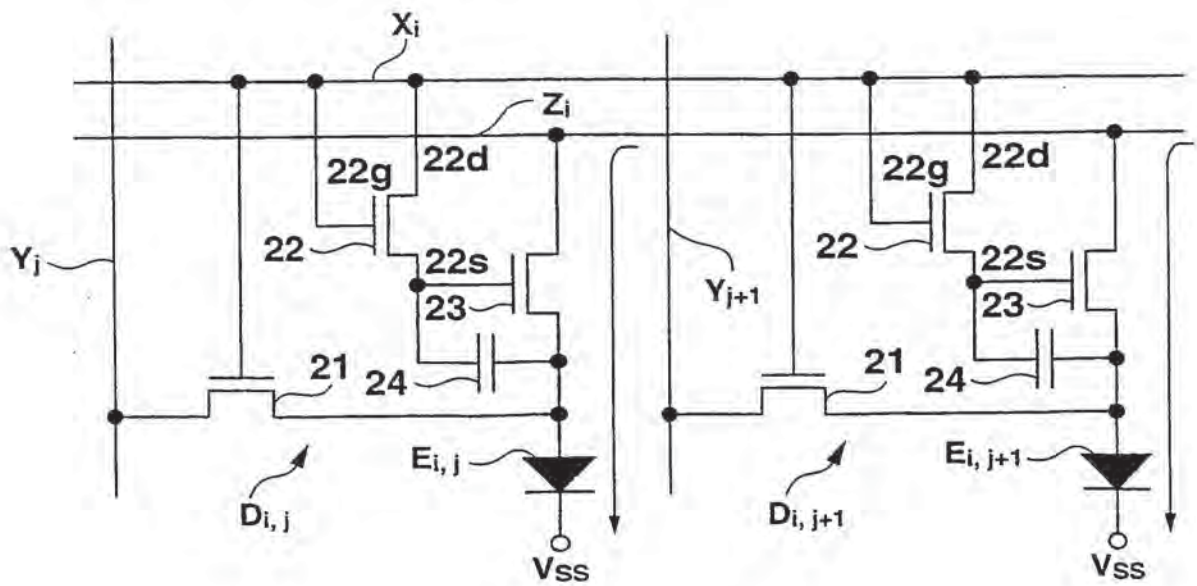 Xi
Zi
22d
22d
22g
22g
22
22
Yj
22s
22s
23
Yj+1
23
21
24
21
24
Ei, j
Ei, j+1
Di, j
Di, j+1
VSS
VSS